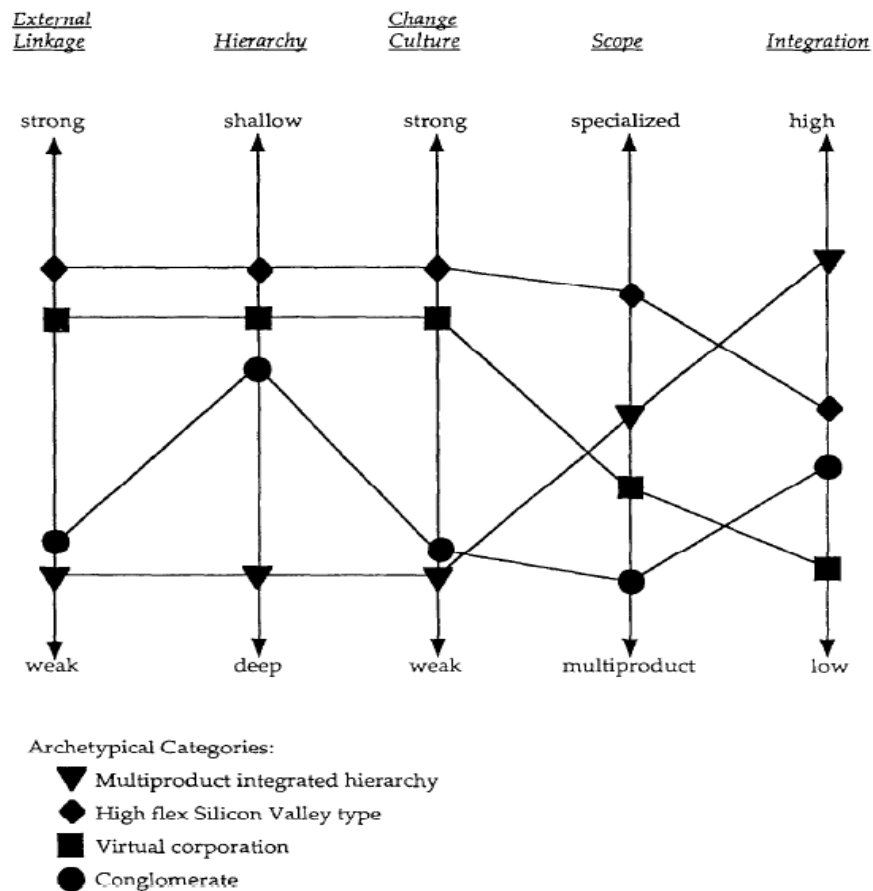 External Linkage
Hierarchy
Change Culture
Scope
Integration
strong
shallow
strong
specialized
high
weak
deep
weak
multiproduct
low
Archetypical Categories:
Multiproduct integrated hierarchy
High flex Silicon Valley type
Virtual corporation
Conglomerate